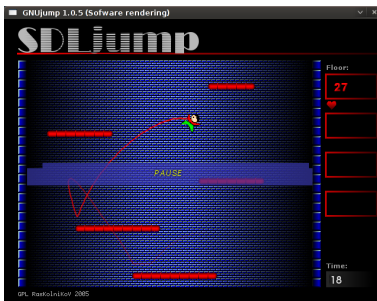 GNUjump 1.0.5 (Sofware rendering)
SDLjump
Floor:
27
PAUSE
Time:
18
GPL RasKolniKoV 2005